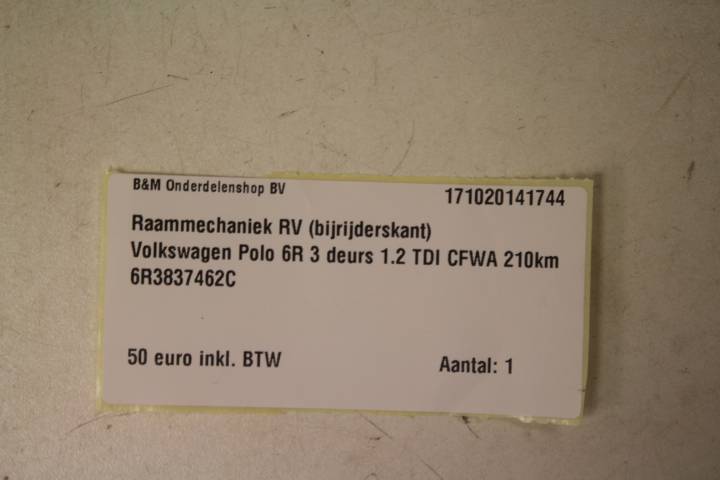 B&M Onderdelenshop BV 171020141744
Raammechaniek RV (bijrijderskant)
Volkswagen Polo 6R 3 deurs 1.2 TDI CFWA 210km
6R3837462C
50 euro inkl. BTW Aantal: 1